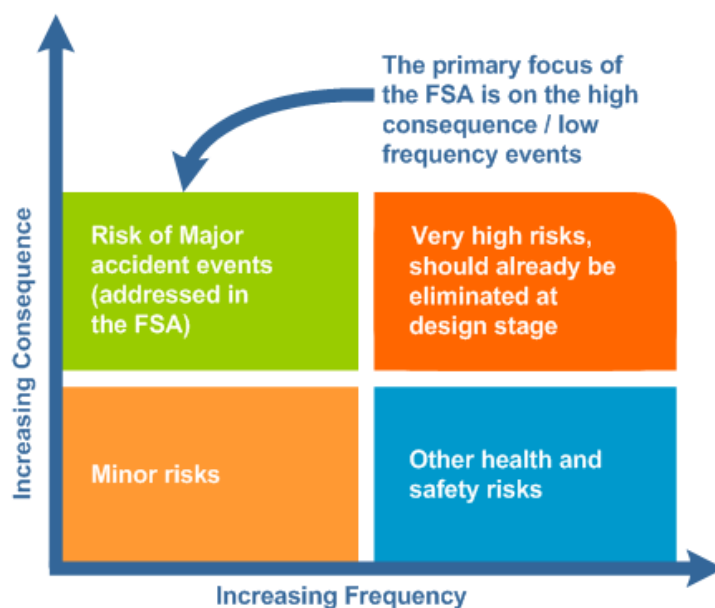 The primary focus of
the FSA is on the high
consequence / low
frequency events
Risk of Major
accident events
(addressed in
the FSA)
Very high risks,
should already be
eliminated at
design stage
Minor risks
Other health and
safety risks
Increasing Consequence
Increasing Frequency